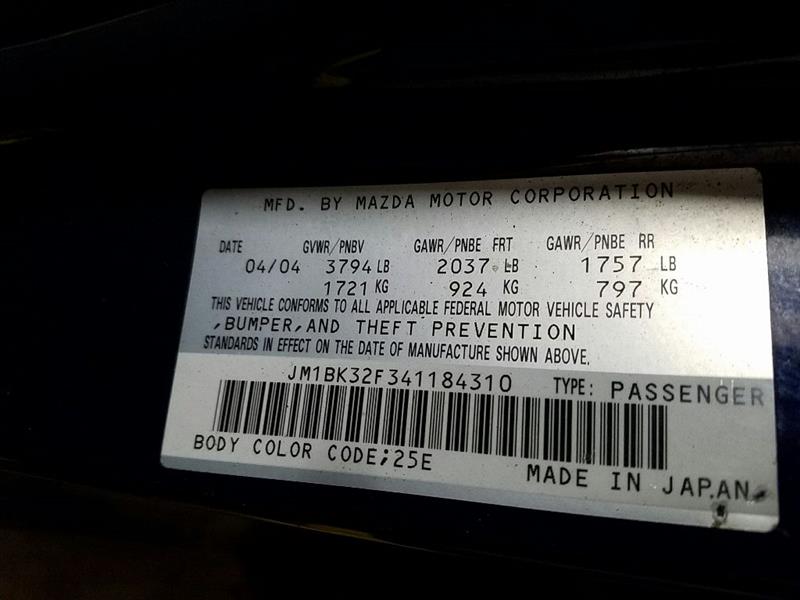 MFD. BY MAZDA MOTOR CORPORATION
DATE GVWR/PNBV GAWR/PNBE FRT GAWR/PNBE RR
04/04 3794 LB 2037 LB 1757 LB
1721 KG 924 KG 797 KG
THIS VEHICLE CONFORMS TO ALL APPLICABLE FEDERAL MOTOR VEHICLE SAFETY
,BUMPER,AND THEFT PREVENTION
STANDARDS IN EFFECT ON THE DATE OF MANUFACTURE SHOWN ABOVE.
JM1BK32F341184310 TYPE: PASSENGER
BODY COLOR CODE;25E
MADE IN JAPAN